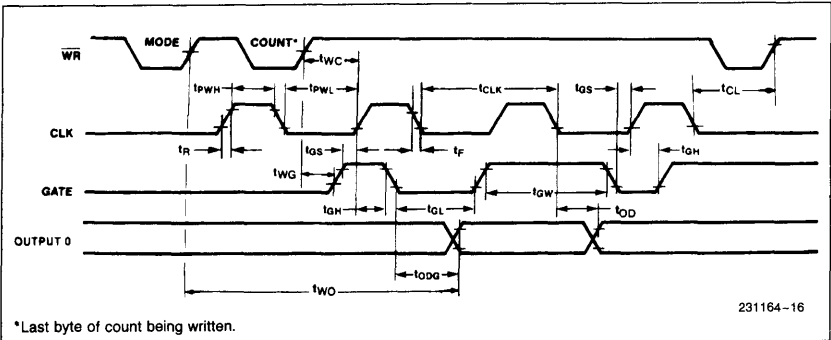 WR MODE COUNT*
tWC
tPWH tPWL tCLK tGS tCL
CLK
tR tGS tF tGH
tWG
GATE
tGH tGL tGW tOD
OUTPUT 0
tODG
tWO
231164-16
*Last byte of count being written.